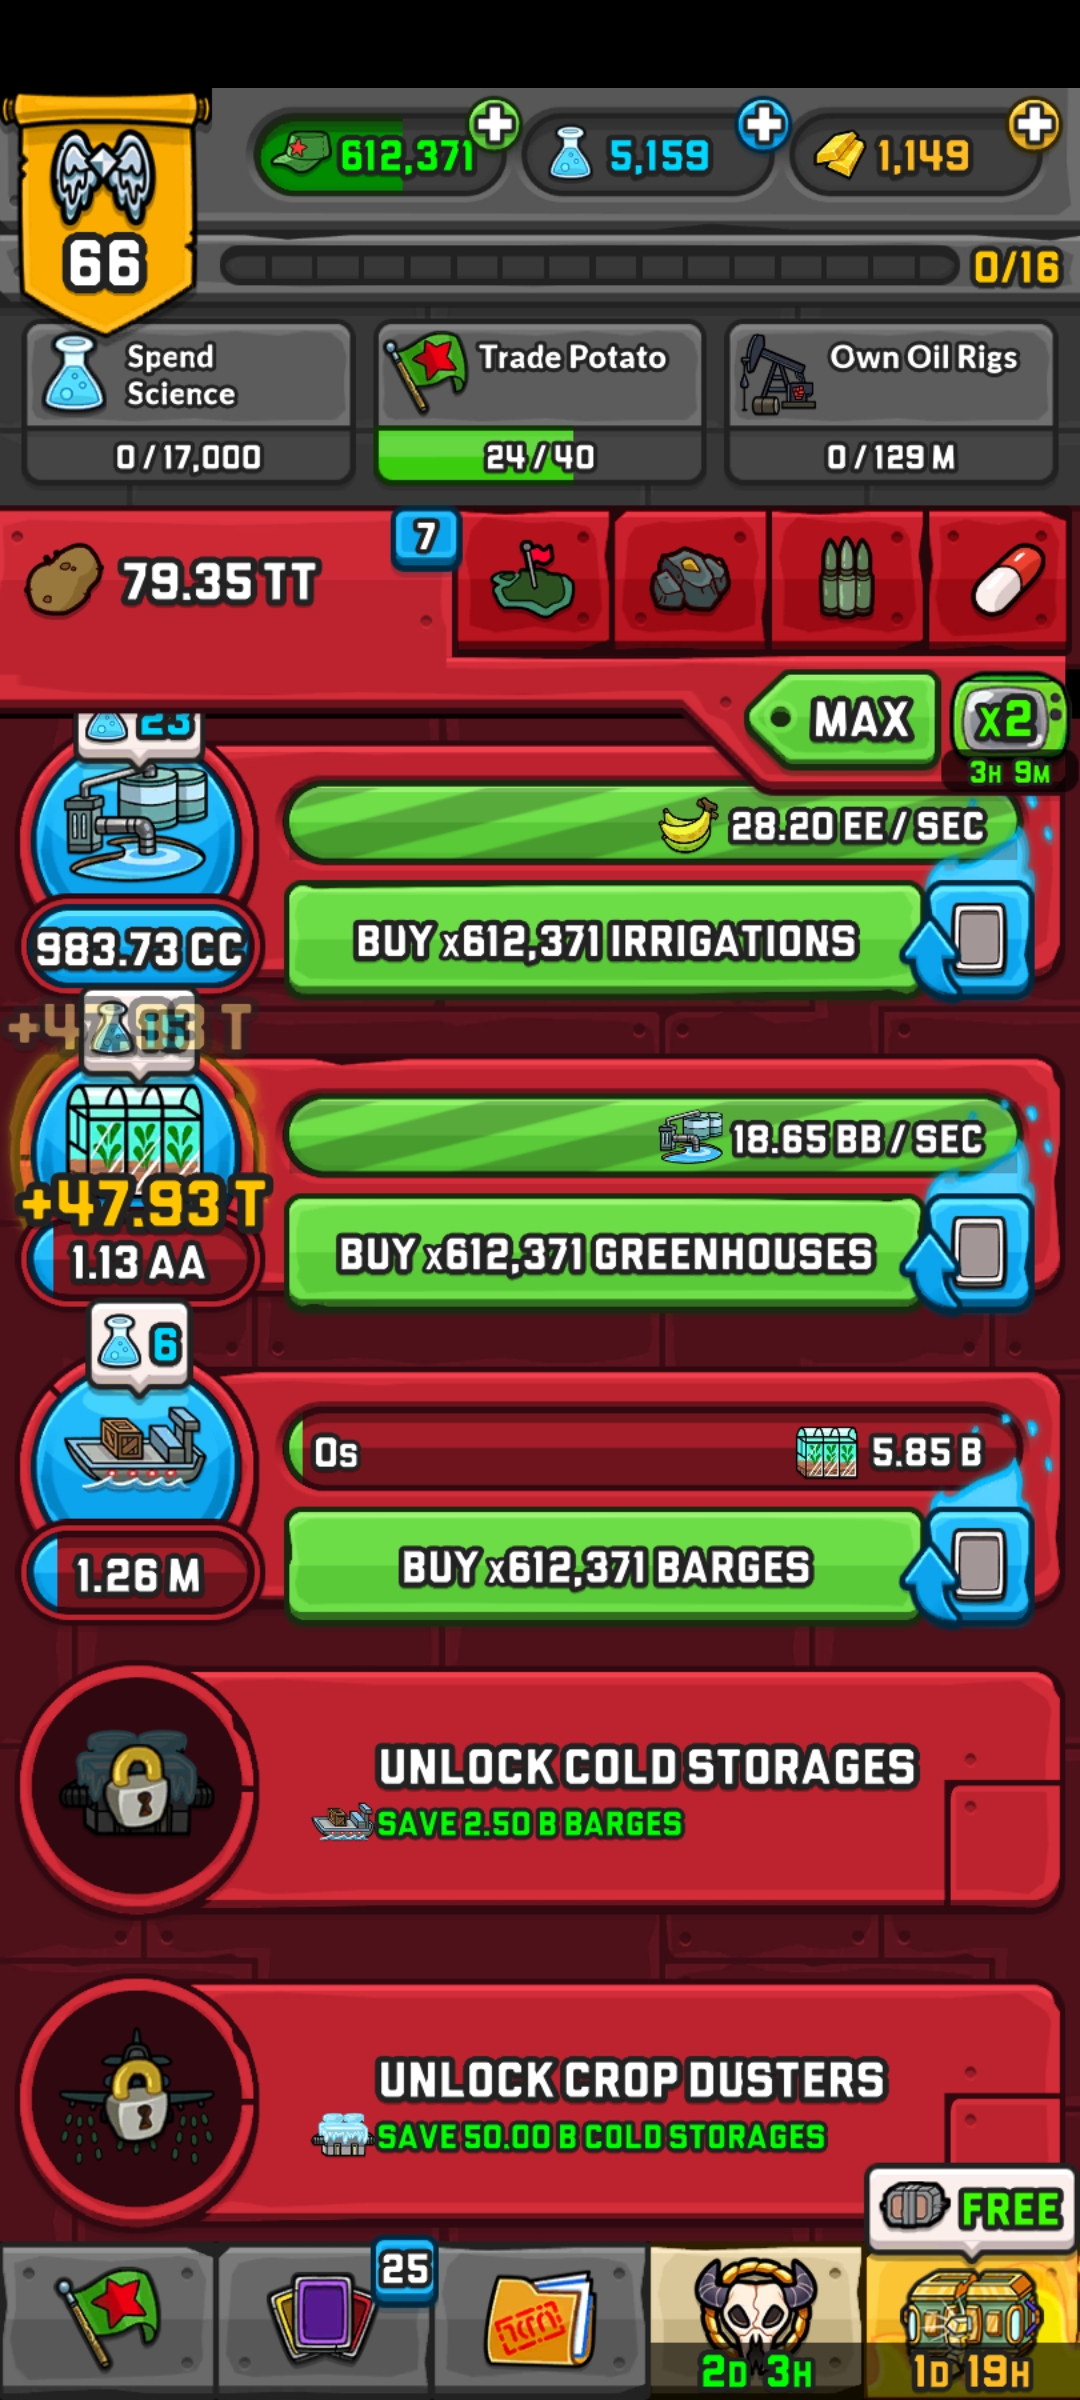 66
612,371
5,159
1,149
0/16
Spend
Science
0 / 17,000
Trade Potato
24 / 40
Own Oil Rigs
0 / 129 M
79.35 TT
7
MAX
X2
3H 9M
23
28.20 EE / SEC
983.73 CC
BUY x612,371 IRRIGATIONS
18.65 BB / SEC
+47.93 T
1.13 AA
BUY x612,371 GREENHOUSES
6
0s
5.85 B
1.26 M
BUY x612,371 BARGES
UNLOCK COLD STORAGES
SAVE 2.50 B BARGES
UNLOCK CROP DUSTERS
SAVE 50.00 B COLD STORAGES
FREE
25
2D 3H
1D 19H